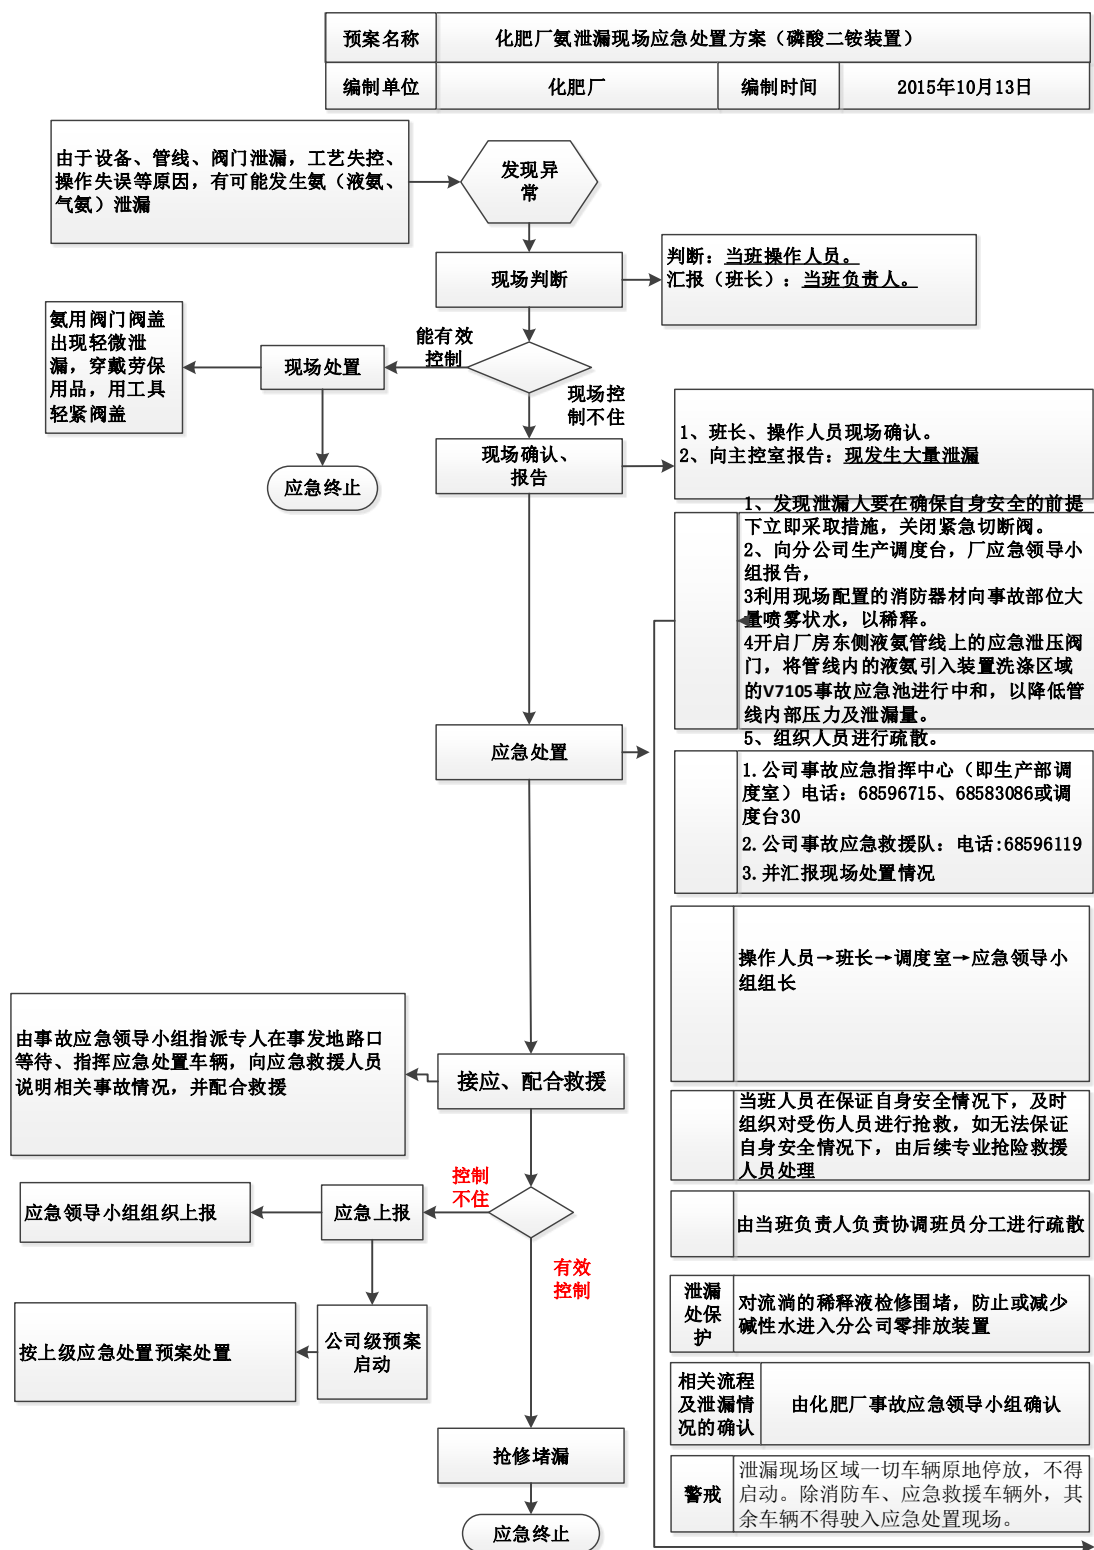 预案名称
化肥厂氨泄漏现场应急处置方案（磷酸二铵装置）
编制单位
化肥厂
编制时间
2015年10月13日
由于设备、管线、阀门泄漏，工艺失控、
操作失误等原因，有可能发生氨（液氨、
气氨）泄漏
发现异
常
现场判断
判断：当班操作人员。
汇报（班长）：当班负责人。
能有效
控制
现场处置
氨用阀门阀盖
出现轻微泄
漏，穿戴劳保
用品，用工具
轻紧阀盖
应急终止
现场控
制不住
现场确认、
报告
1、班长、操作人员现场确认。
2、向主控室报告：现发生大量泄漏
1、发现泄漏人要在确保自身安全的前提
下立即采取措施，关闭紧急切断阀。
2、向分公司生产调度台，厂应急领导小
组报告，
3利用现场配置的消防器材向事故部位大
量喷雾状水，以稀释。
4开启厂房东侧液氨管线上的应急泄压阀
门，将管线内的液氨引入装置洗涤区域
的V7105事故应急池进行中和，以降低管
线内部压力及泄漏量。
5、组织人员进行疏散。
应急处置
1.公司事故应急指挥中心（即生产部调
度室）电话：68596715、68583086或调
度台30
2.公司事故应急救援队：电话:68596119
3.并汇报现场处置情况
操作人员→班长→调度室→应急领导小
组组长
由事故应急领导小组指派专人在事发地路口
等待、指挥应急处置车辆，向应急救援人员
说明相关事故情况，并配合救援
接应、配合救援
当班人员在保证自身安全情况下，及时
组织对受伤人员进行抢救，如无法保证
自身安全情况下，由后续专业抢险救援
人员处理
控制
不住
应急上报
应急领导小组组织上报
由当班负责人负责协调班员分工进行疏散
有效
控制
泄漏
处保
护
对流淌的稀释液检修围堵，防止或减少
碱性水进入分公司零排放装置
公司级预案
启动
按上级应急处置预案处置
相关流程
及泄漏情
况的确认
由化肥厂事故应急领导小组确认
抢修堵漏
警戒
泄漏现场区域一切车辆原地停放，不得
启动。除消防车、应急救援车辆外，其
余车辆不得驶入应急处置现场。
应急终止